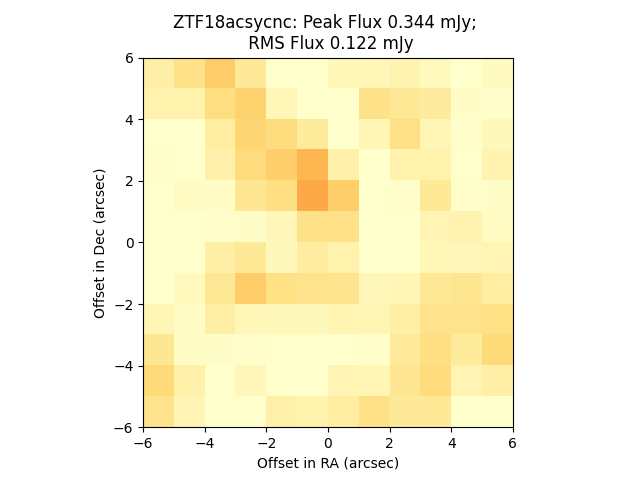 ZTF18acsycnc: Peak Flux 0.344 mJy;
RMS Flux 0.122 mJy
6
4
2
0
−2
−4
−6
Offset in Dec (arcsec)
−6 −4 −2 0 2 4 6
Offset in RA (arcsec)